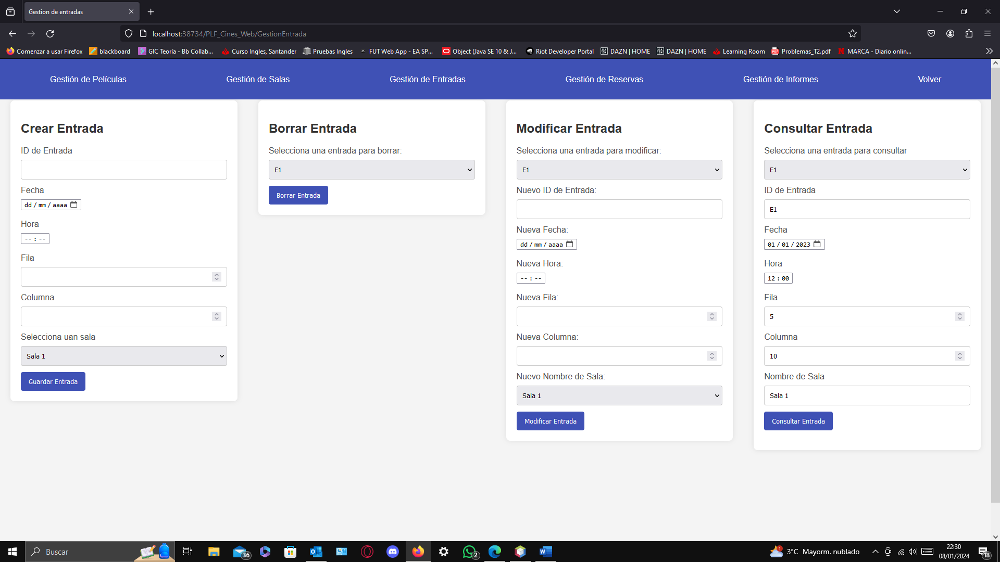 Gestion de entradas
localhost:38734/PLF_Cines_Web/GestionEntrada
Comenzar a usar Firefox
blackboard
GIC Teoría - Bb Collab...
Curso Ingles, Santander
Pruebas Ingles
FUT Web App - EA SP...
Object (Java SE 10 & J...
Riot Developer Portal
DAZN | HOME
DAZN | HOME
Learning Room
Problemas_T2.pdf
MARCA - Diario onlin...
Gestión de Películas
Gestión de Salas
Gestión de Entradas
Gestión de Reservas
Gestión de Informes
Volver
Crear Entrada
ID de Entrada
Fecha
dd / mm / aaaa
Hora
-- : --
Fila
Columna
Selecciona uan sala
Sala 1
Guardar Entrada
Borrar Entrada
Selecciona una entrada para borrar:
E1
Borrar Entrada
Modificar Entrada
Selecciona una entrada para modificar:
E1
Nuevo ID de Entrada:
Nueva Fecha:
dd / mm / aaaa
Nueva Hora:
-- : --
Nueva Fila:
Nueva Columna:
Nuevo Nombre de Sala:
Sala 1
Modificar Entrada
Consultar Entrada
Selecciona una entrada para consultar
E1
ID de Entrada
E1
Fecha
01 / 01 / 2023
Hora
12 : 00
Fila
5
Columna
10
Nombre de Sala
Sala 1
Consultar Entrada
Buscar
36
2
1
3°C Mayorm. nublado
22:30
08/01/2024
18